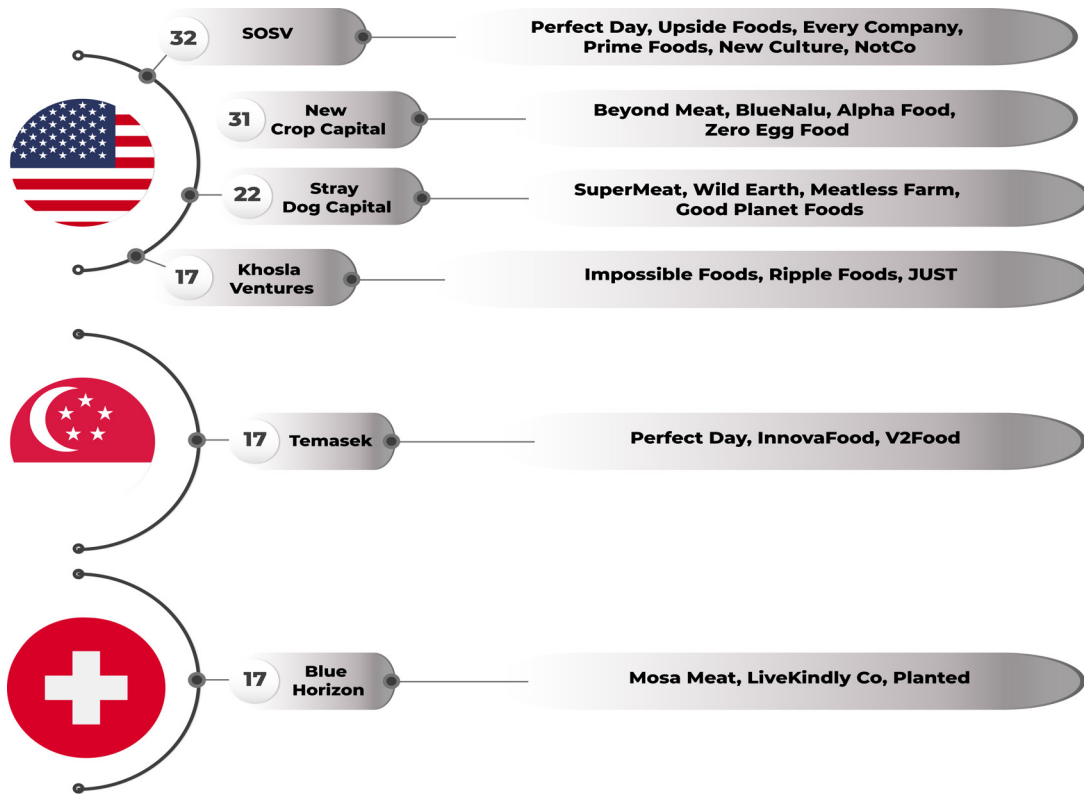 32
SOSV
Perfect Day, Upside Foods, Every Company,
Prime Foods, New Culture, NotCo
31
New
Crop Capital
Beyond Meat, BlueNalu, Alpha Food,
Zero Egg Food
22
Stray
Dog Capital
SuperMeat, Wild Earth, Meatless Farm,
Good Planet Foods
17
Khosla
Ventures
Impossible Foods, Ripple Foods, JUST
17
Temasek
Perfect Day, InnovaFood, V2Food
17
Blue
Horizon
Mosa Meat, LiveKindly Co, Planted